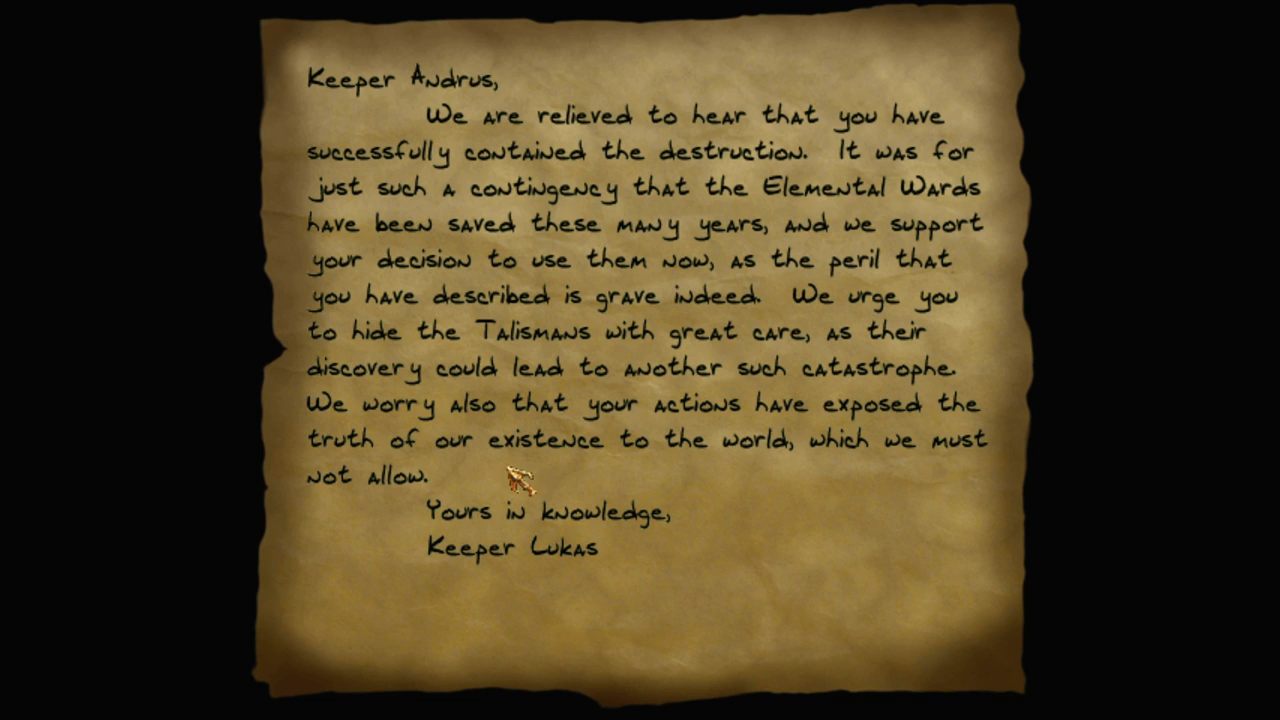 Keeper Andrus,
We are relieved to hear that you have
successfully contained the destruction. It was for
just such a contingency that the Elemental Wards
have been saved these many years, and we support
your decision to use them now, as the peril that
you have described is grave indeed. We urge you
to hide the Talismans with great care, as their
discovery could lead to another such catastrophe.
We worry also that your actions have exposed the
truth of our existence to the world, which we must
not allow.
Yours in knowledge,
Keeper Lukas